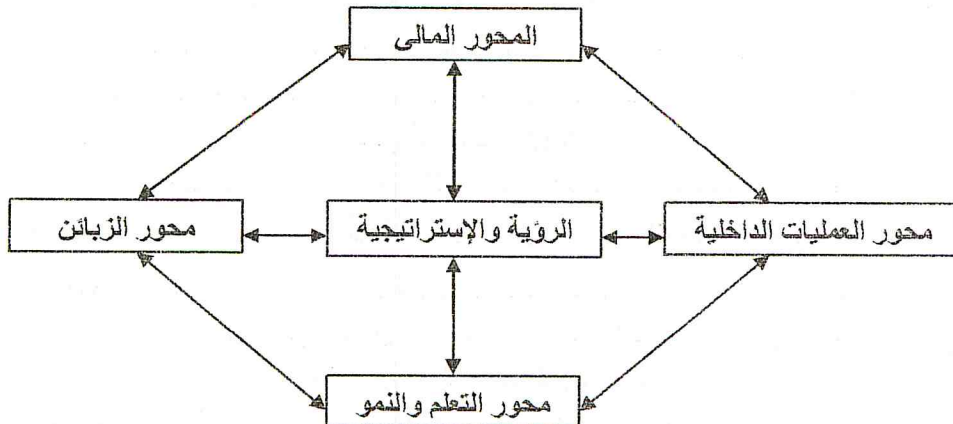 المحور المالى
محور العمليات الداخلية
الرؤية والإستراتيجية
محور الزبائن
محور التعلم والنمو